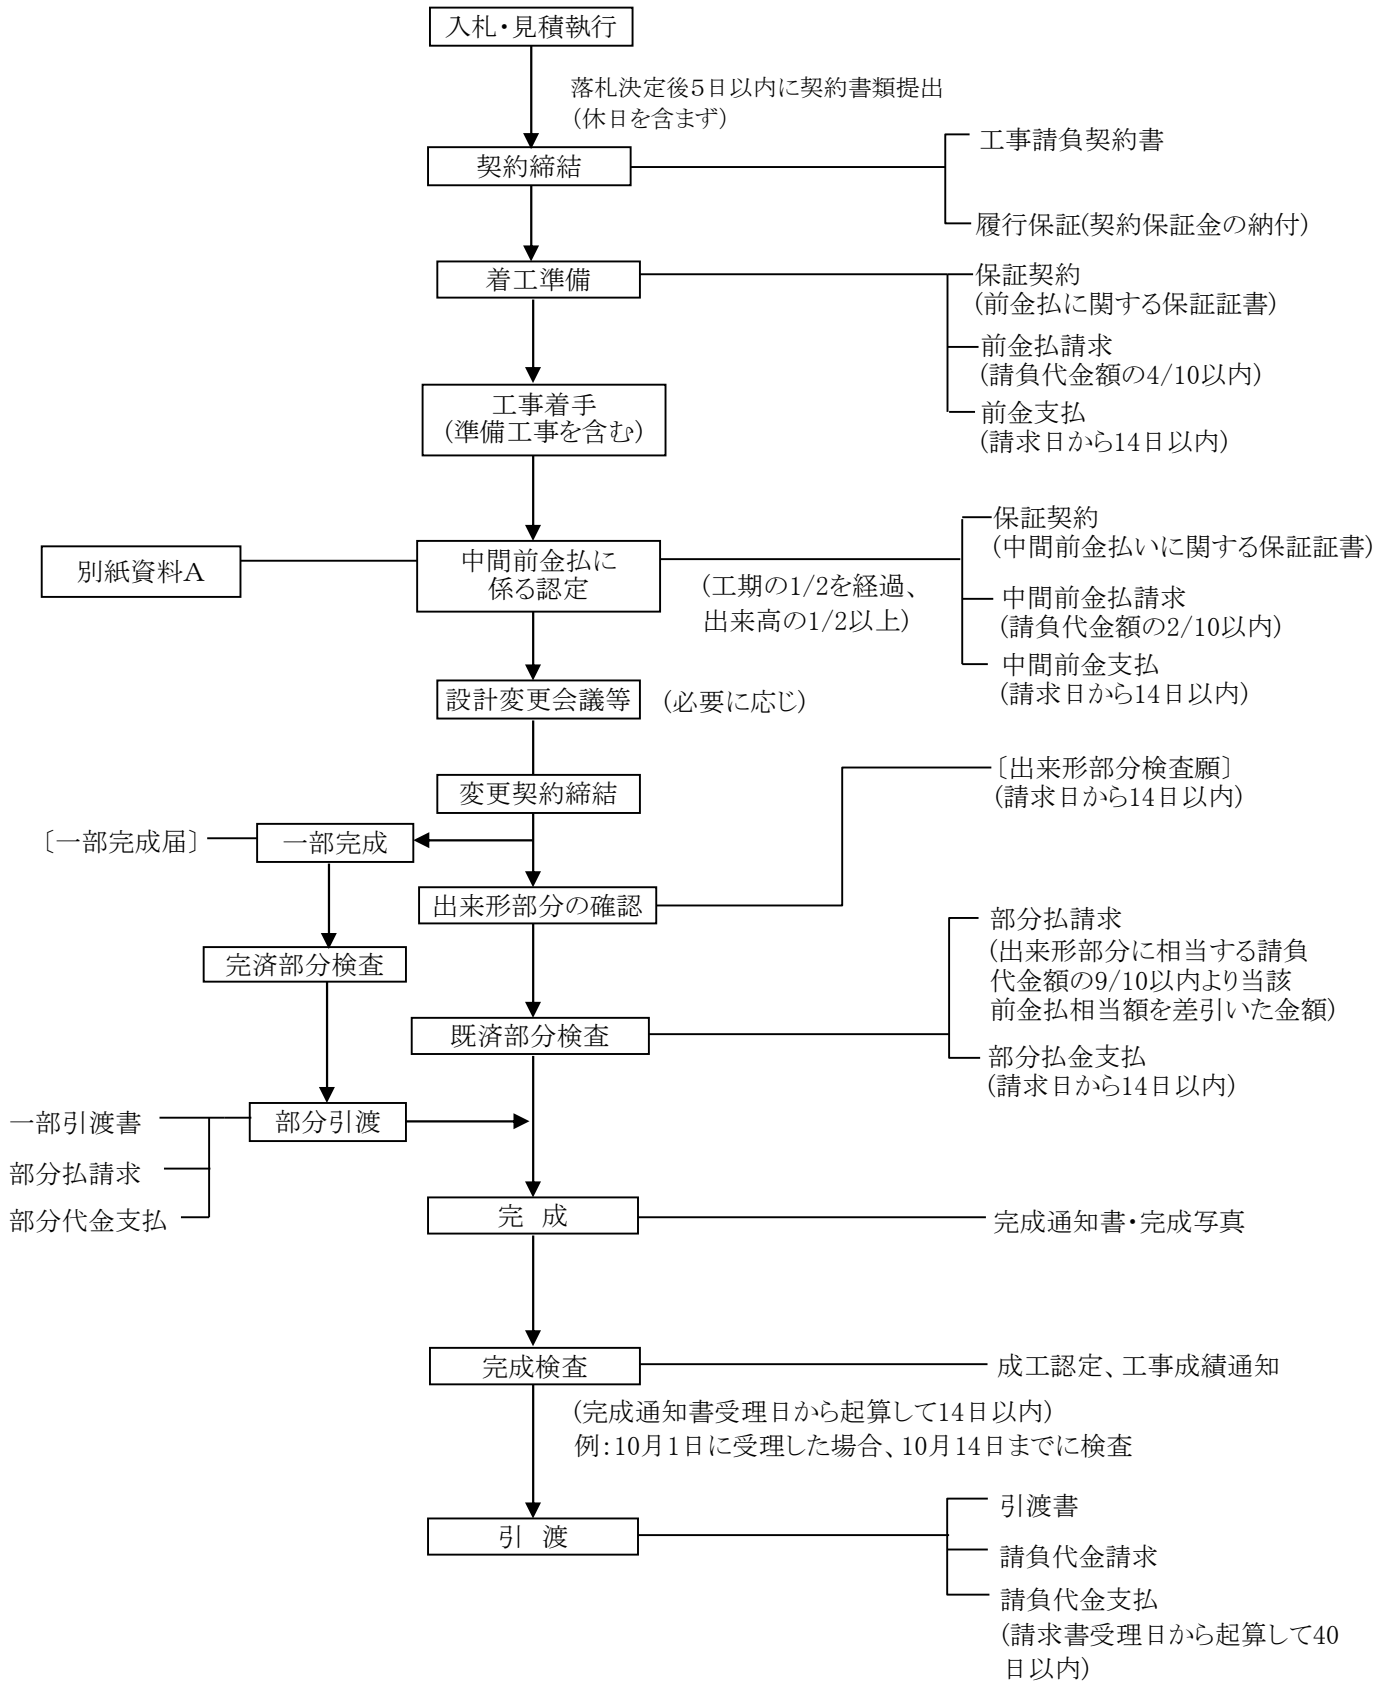 入札・見積執行
落札決定後5日以内に契約書類提出
(休日を含まず)
契約締結
工事請負契約書
履行保証(契約保証金の納付)
着工準備
保証契約
(前金払に関する保証証書)
前金払請求
(請負代金額の4/10以内)
前金支払
(請求日から14日以内)
工事着手
(準備工事を含む)
別紙資料A
中間前金払に
係る認定
(工期の1/2を経過、
出来高の1/2以上)
保証契約
(中間前金払いに関する保証証書)
中間前金払請求
(請負代金額の2/10以内)
中間前金支払
(請求日から14日以内)
設計変更会議等
(必要に応じ)
変更契約締結
〔出来形部分検査願〕
(請求日から14日以内)
〔一部完成届〕
一部完成
出来形部分の確認
完済部分検査
部分払請求
(出来形部分に相当する請負
代金額の9/10以内より当該
前金払相当額を差引いた金額)
既済部分検査
部分払金支払
(請求日から14日以内)
一部引渡書
部分引渡
部分払請求
部分代金支払
完 成
完成通知書・完成写真
完成検査
成工認定、工事成績通知
(完成通知書受理日から起算して14日以内)
例:10月1日に受理した場合、10月14日までに検査
引 渡
引渡書
請負代金請求
請負代金支払
(請求書受理日から起算して40
日以内)